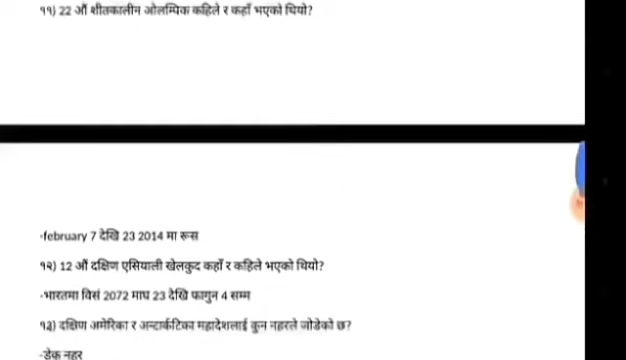 ११) 22 औं शीतकालीन ओलम्पिक कहिले र कहाँ भएको थियो?
-february 7 देखि 23 2014 मा रूस
१२) 12 औं दक्षिण एसियाली खेलकुद कहाँ र कहिले भएको थियो?
-भारतमा विसं 2072 माघ 23 देखि फागुन 4 सम्म
१३) दक्षिण अमेरिका र अन्टार्कटिका महादेशलाई कुन नहरले जोडेको छ?
-डेक नहर